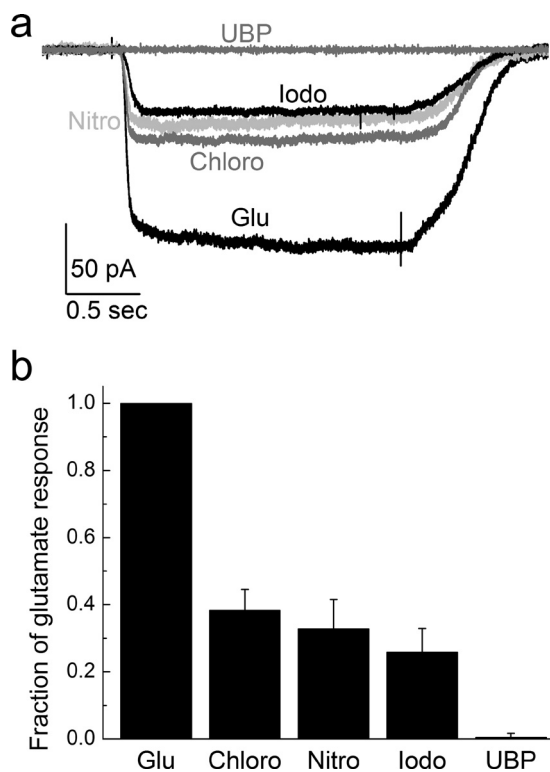 a
UBP
Iodo
Nitro
Chloro
Glu
50 pA
0.5 sec
b
Fraction of glutamate response
1.0
0.8
0.6
0.4
0.2
0.0
Glu Chloro Nitro Iodo UBP